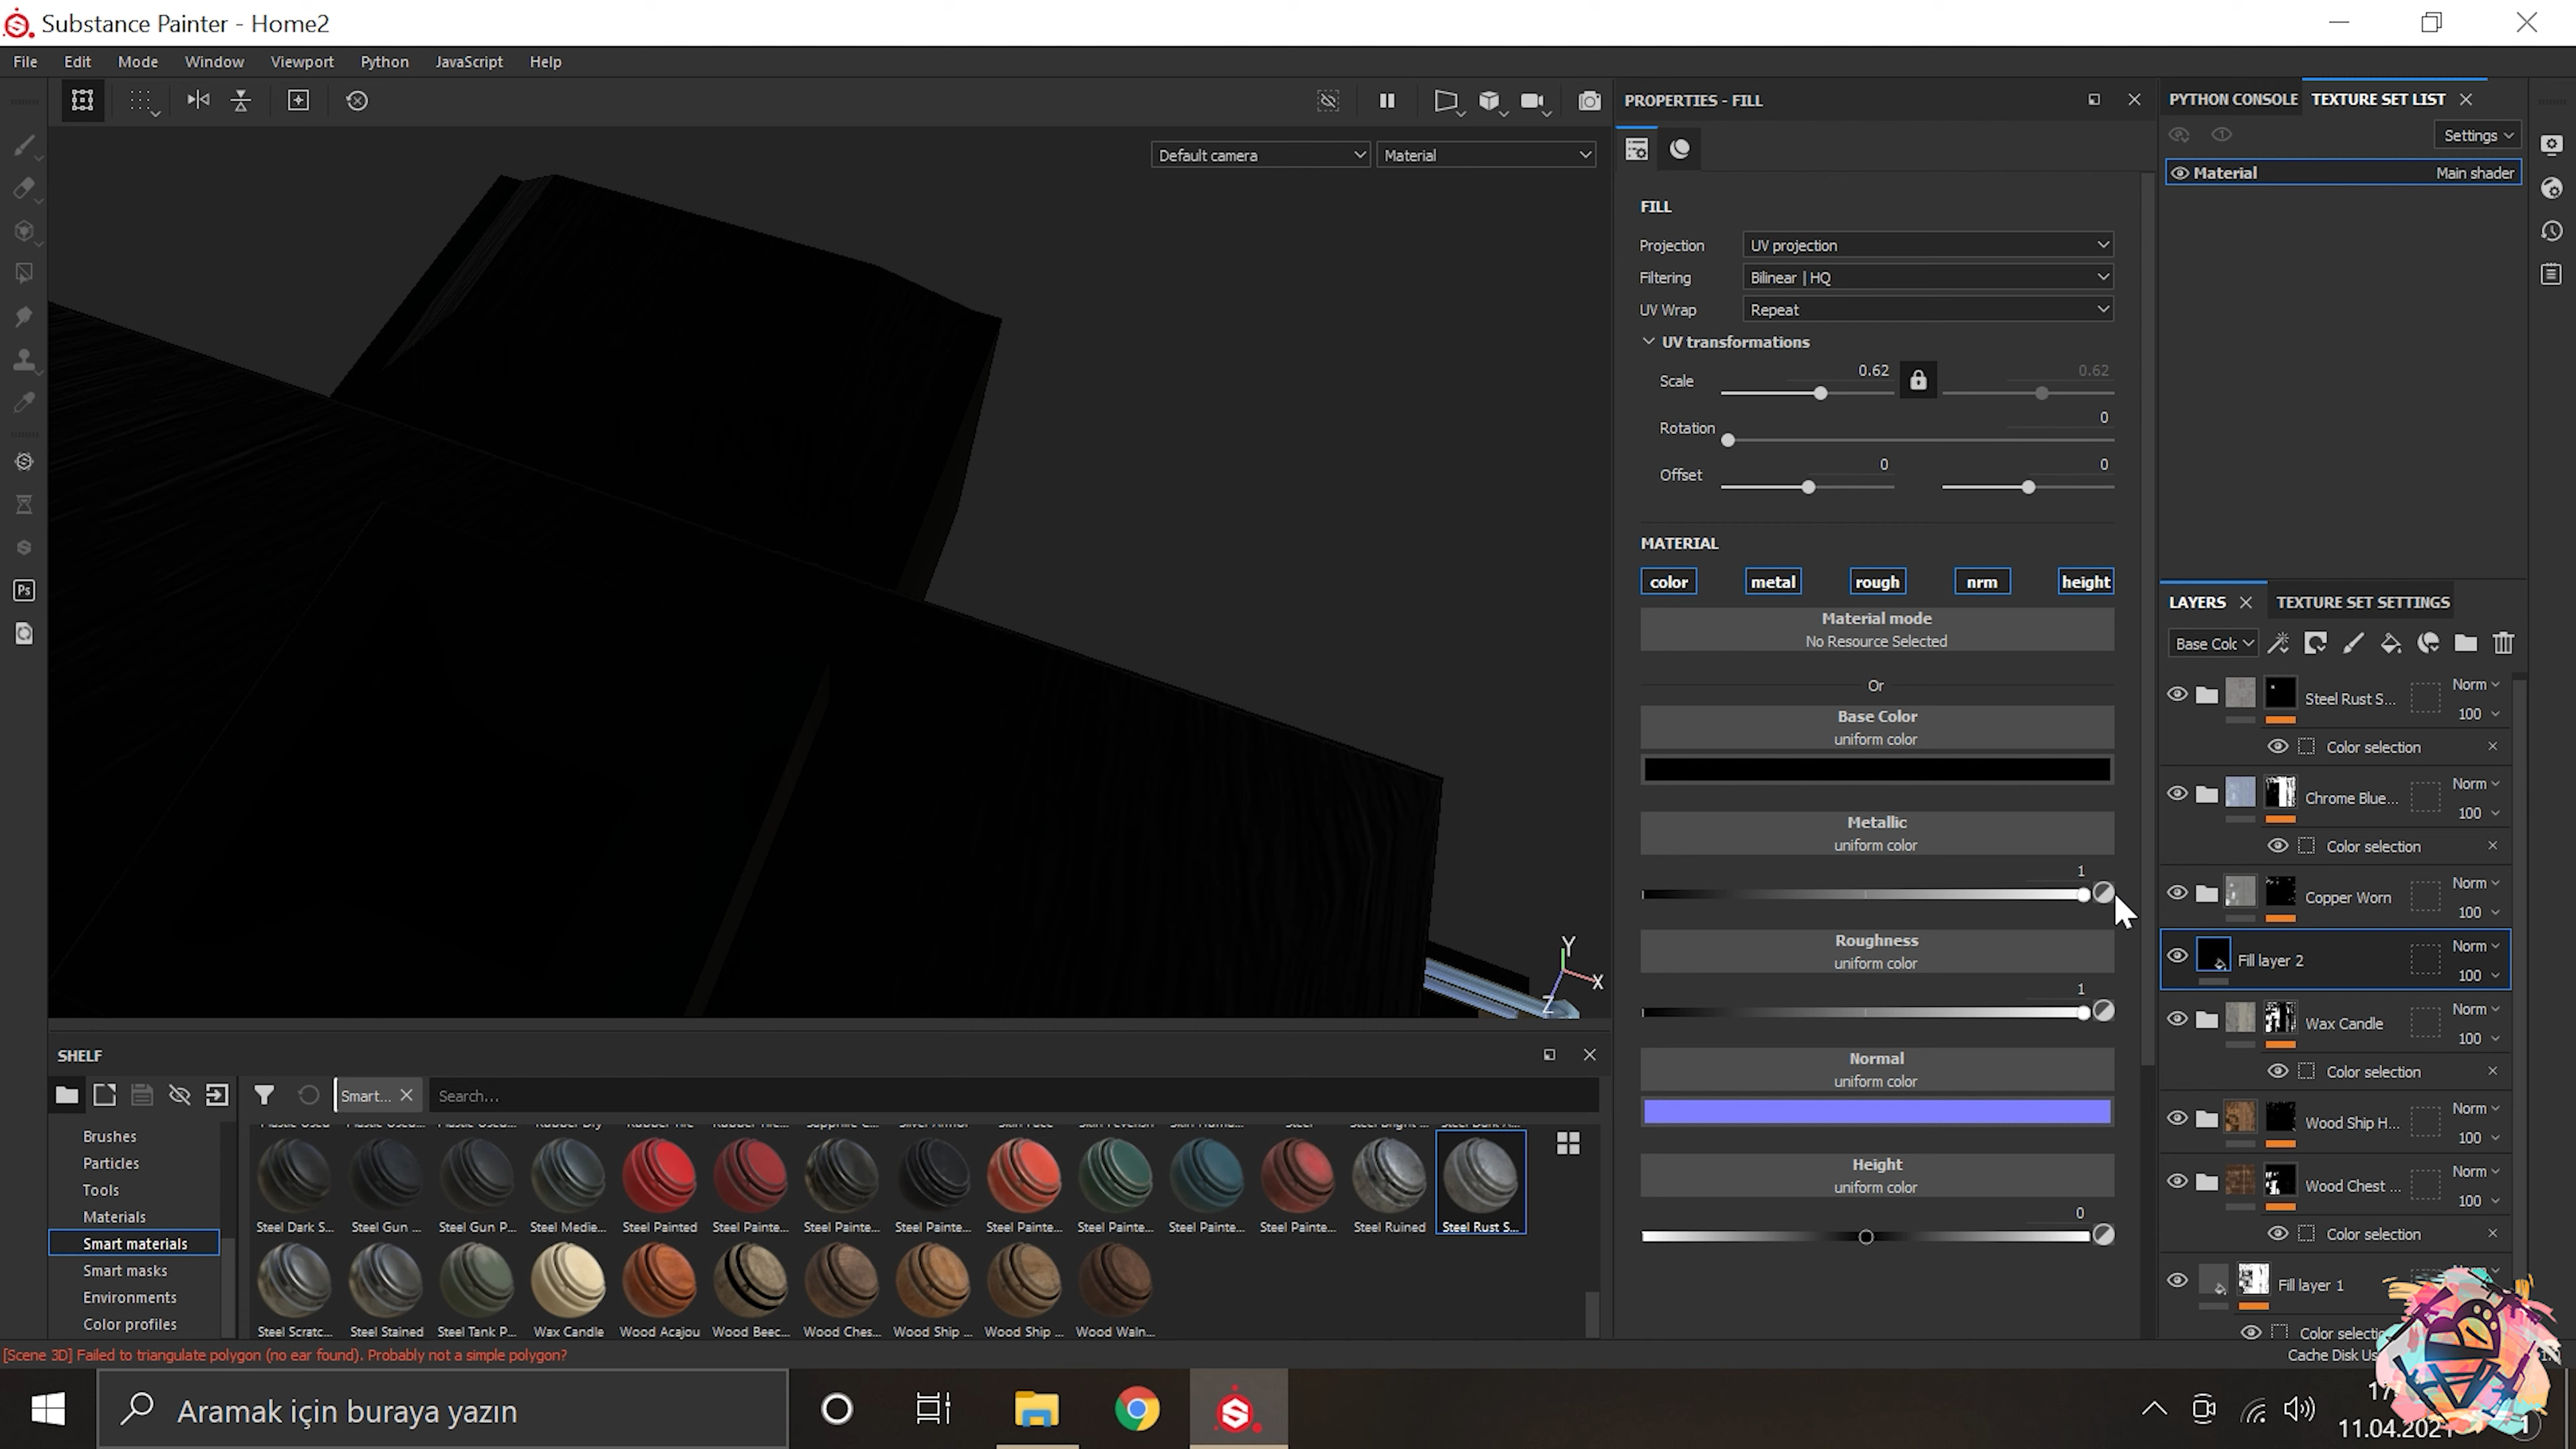 Substance Painter - Home2
File Edit Mode Window Viewport Python JavaScript Help
Default camera
Material
PROPERTIES - FILL
FILL
Projection UV projection
Filtering Bilinear | HQ
UV Wrap Repeat
UV transformations
Scale 0.62 0.62
Rotation 0
Offset 0 0
MATERIAL
color metal rough nrm height
Material mode
No Resource Selected
Or
Base Color
uniform color
Metallic
uniform color
1
Roughness
uniform color
1
Normal
uniform color
Height
uniform color
0
PYTHON CONSOLE TEXTURE SET LIST
Settings
Material Main shader
LAYERS TEXTURE SET SETTINGS
Base Colc
Steel Rust S... Norm
100
Color selection
Chrome Blue... Norm
100
Color selection
Copper Worn Norm
100
Fill layer 2 Norm
100
Wax Candle Norm
100
Color selection
Wood Ship H... Norm
100
Wood Chest ... Norm
100
Color selection
Fill layer 1
Color selectic
Cache Disk Us
X
Y
Z
SHELF
Smart...
Search...
Brushes
Particles
Tools
Materials
Smart materials
Smart masks
Environments
Color profiles
Steel Dark S... Steel Gun ... Steel Gun P... Steel Medie... Steel Painted Steel Painte... Steel Painte... Steel Painte... Steel Painte... Steel Painte... Steel Painte... Steel Painte... Steel Ruined Steel Rust S...
Steel Scratc... Steel Stained Steel Tank P... Wax Candle Wood Acajou Wood Beec... Wood Ches... Wood Ship ... Wood Ship ... Wood Waln...
[Scene 3D] Failed to triangulate polygon (no ear found). Probably not a simple polygon?
Aramak için buraya yazın